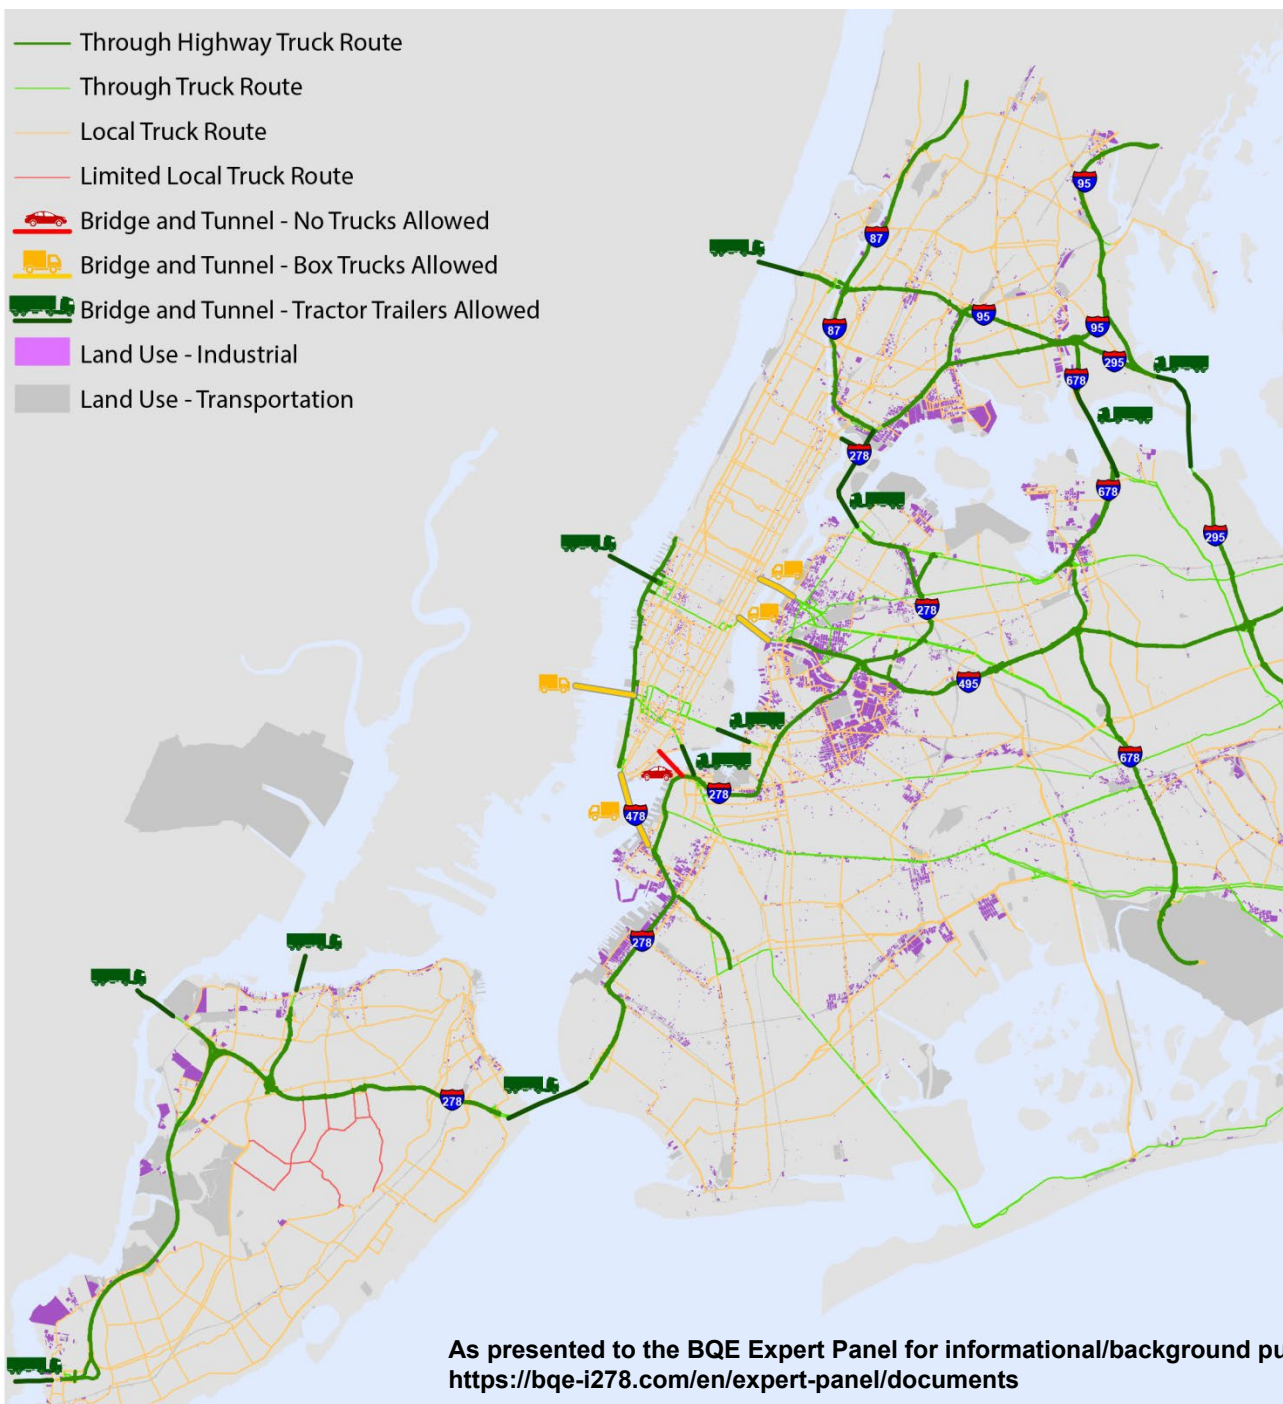 Through Highway Truck Route
Through Truck Route
Local Truck Route
Limited Local Truck Route
Bridge and Tunnel - No Trucks Allowed
Bridge and Tunnel - Box Trucks Allowed
Bridge and Tunnel - Tractor Trailers Allowed
Land Use - Industrial
Land Use - Transportation
95
87
95
87
95
295
678
278
678
295
278
495
678
278
478
278
278
As presented to the BQE Expert Panel for informational/background pu
https://bqe-i278.com/en/expert-panel/documents